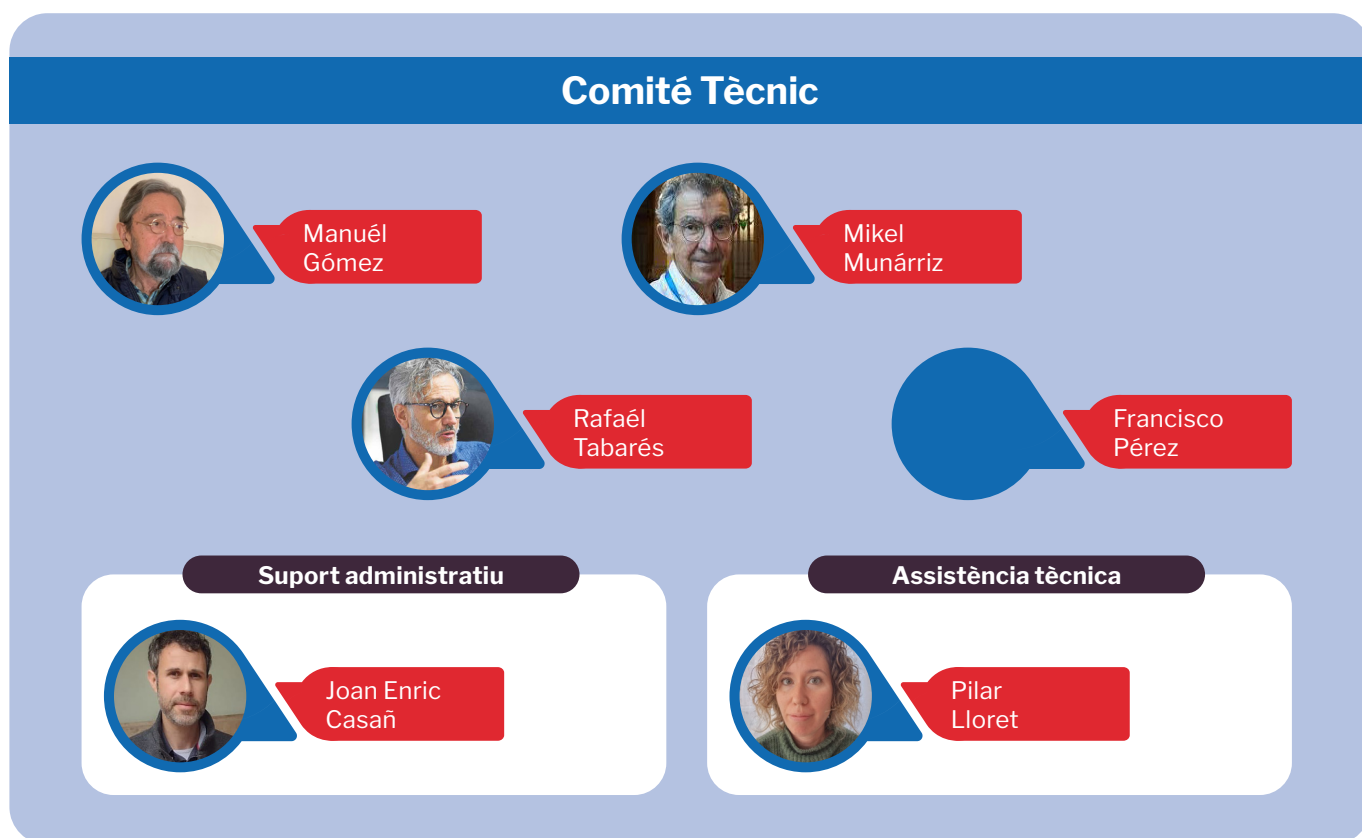 Comité Tècnic
Manuél
Gómez
Mikel
Munárriz
Rafaél
Tabarés
Francisco
Pérez
Suport administratiu
Joan Enric
Casañ
Assistència tècnica
Pilar
Lloret